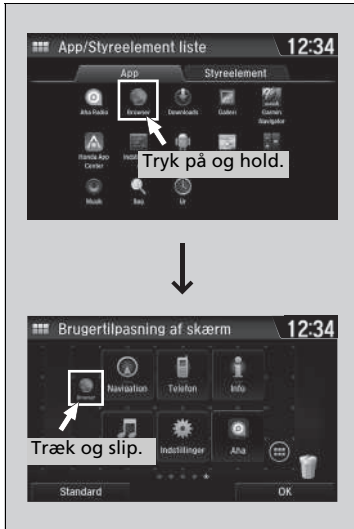 App/Styreelement liste
12:34
App
Styreelement
Aha Radio
Browser
Downloads
Galleri
Garmin
Navigator
Honda App
Center
Tryk på og hold.
Musik
Søg
Ur
Brugertilpasning af skærm
12:34
Browser
Navigation
Telefon
Info
Træk og slip.
Indstillinger
Aha
Standard
OK